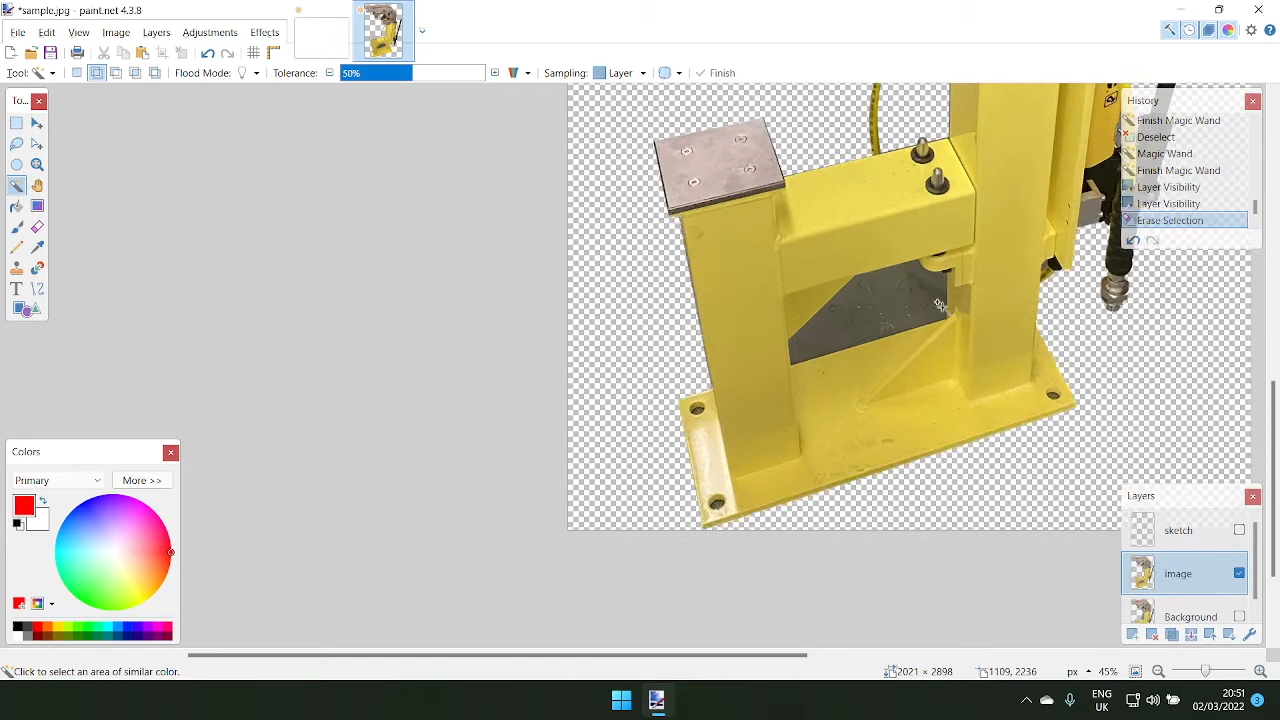 *sample.jpg - paint.net 4.3.8
File Edit View Image Layers Adjustments Effects
Tool: Flood Mode: Tolerance: 50% Sampling: Layer Finish
To...
History
Finish Magic Wand
Deselect
Magic Wand
Finish Magic Wand
Layer Visibility
Layer Visibility
Erase Selection
Colors
Primary More >>
Layers
sketch
image
Background
Click to select an area of similar color.
2021 × 2898 1109, 2236 px 45%
ENG
UK
20:51
02/03/2022
3